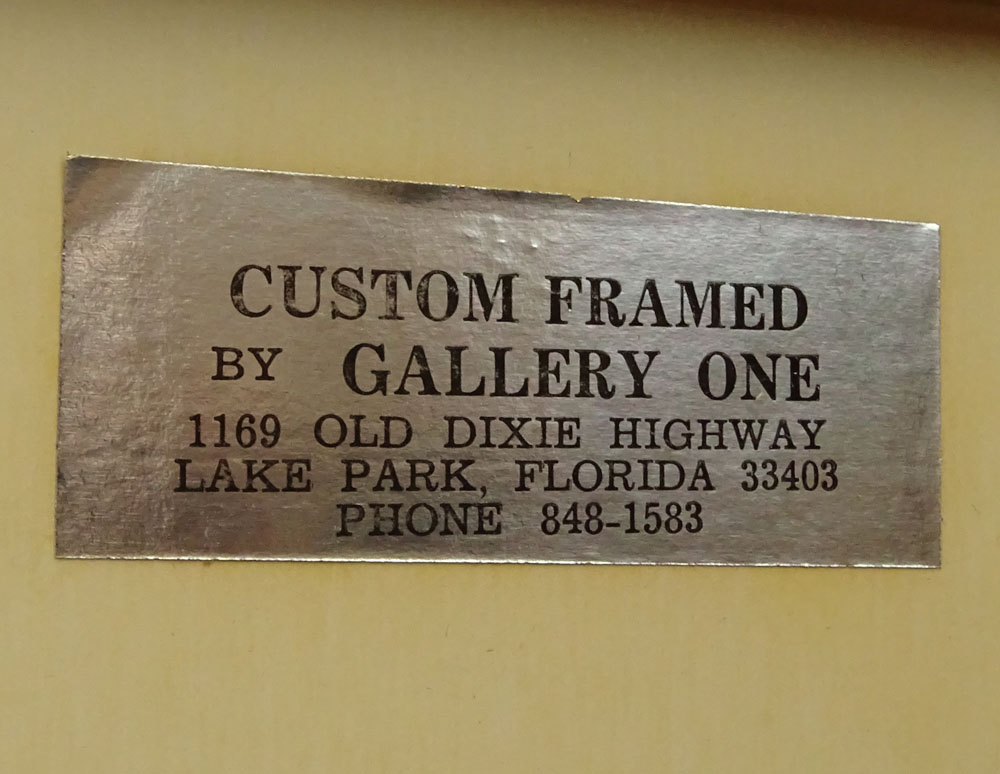 CUSTOM FRAMED
BY GALLERY ONE
1169 OLD DIXIE HIGHWAY
LAKE PARK, FLORIDA 33403
PHONE 848-1583